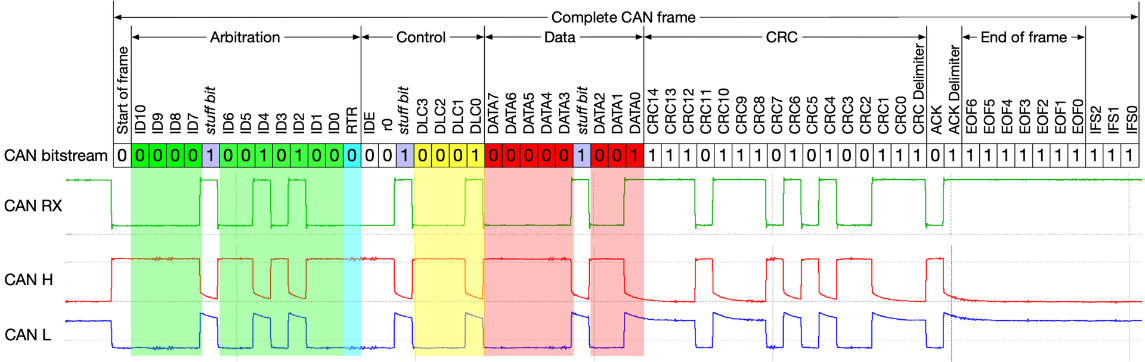 Complete CAN frame
Arbitration
Control
Data
CRC
End of frame
Start of frame
ID10
ID9
ID8
ID7
stuff bit
ID6
ID5
ID4
ID3
ID2
ID1
ID0
RTR
IDE
r0
stuff bit
DLC3
DLC2
DLC1
DLC0
DATA7
DATA6
DATA5
DATA4
DATA3
stuff bit
DATA2
DATA1
DATA0
CRC14
CRC13
CRC12
CRC11
CRC10
CRC9
CRC8
CRC7
CRC6
CRC5
CRC4
CRC3
CRC2
CRC1
CRC0
CRC Delimiter
ACK
ACK Delimiter
EOF6
EOF5
EOF4
EOF3
EOF2
EOF1
EOF0
IFS2
IFS1
IFS0
CAN bitstream 0 0 0 0 0 1 0 0 1 0 1 0 0 0 0 0 1 0 0 0 1 0 0 0 0 0 1 0 0 1 1 1 1 0 1 1 1 0 1 0 1 0 0 1 1 1 0 1 1 1 1 1 1 1 1 1 1 1
CAN RX
CAN H
CAN L